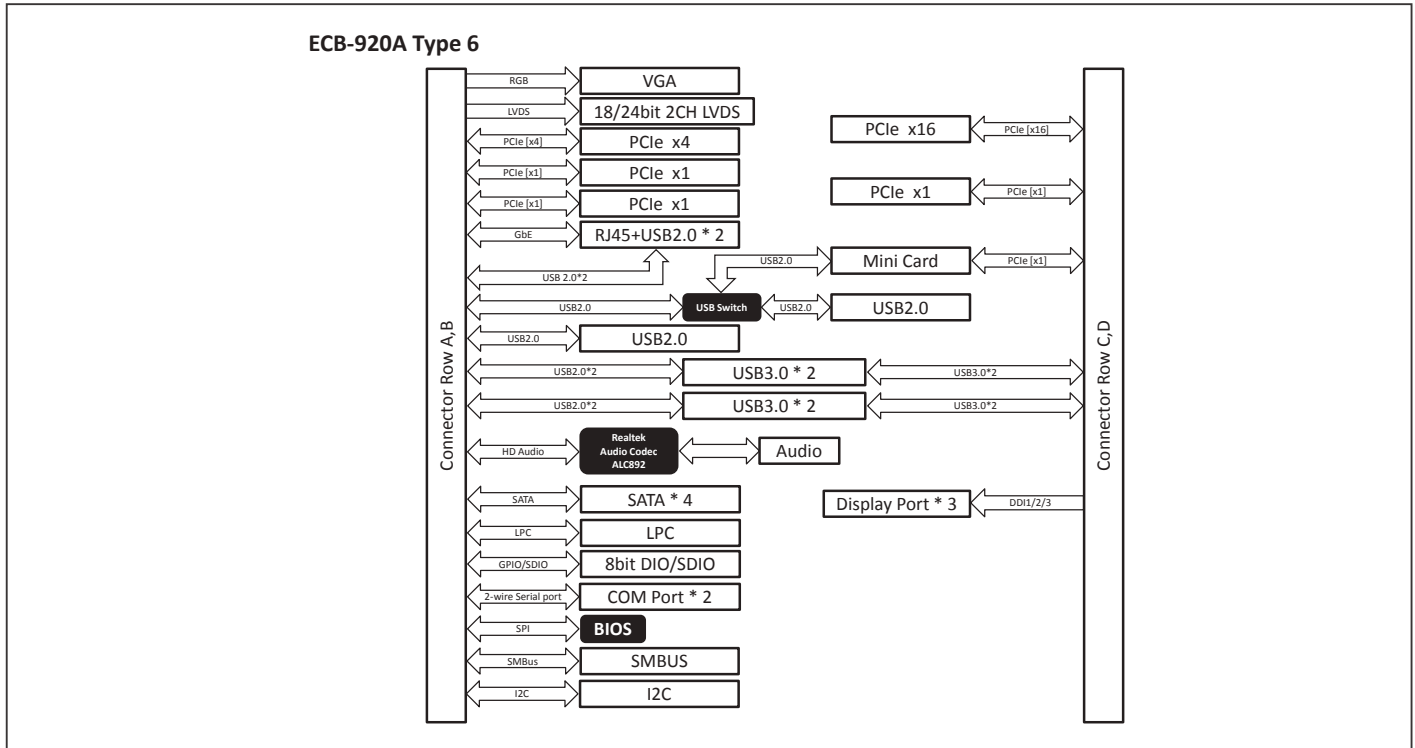 ECB-920A Type 6
Connector Row A,B
RGB
VGA
LVDS
18/24bit 2CH LVDS
PCIe [x4]
PCIe x4
PCIe [x1]
PCIe x1
PCIe [x1]
PCIe x1
GbE
RJ45+USB2.0 * 2
USB 2.0*2
USB2.0
USB Switch
USB2.0
USB2.0
USB2.0
Mini Card
PCIe [x1]
PCIe x16
PCIe [x16]
PCIe x1
PCIe [x1]
USB2.0
USB2.0
USB2.0*2
USB3.0 * 2
USB3.0*2
USB2.0*2
USB3.0 * 2
USB3.0*2
HD Audio
Realtek
Audio Codec
ALC892
Audio
SATA
SATA * 4
Display Port * 3
DDI1/2/3
LPC
LPC
GPIO/SDIO
8bit DIO/SDIO
2-wire Serial port
COM Port * 2
SPI
BIOS
SMBus
SMBUS
I2C
I2C
Connector Row C,D